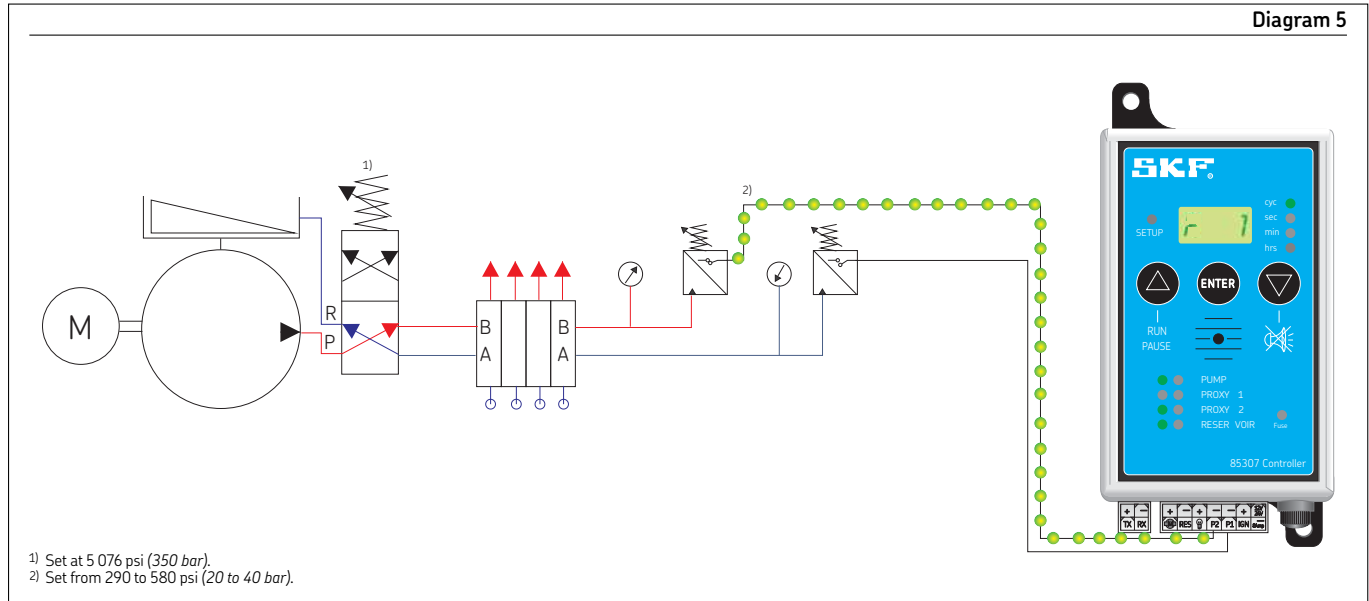 Diagram 5
1)
2)
M
R
P
B
A
B
A
SKF®
cyc
sec
min
hrs
SETUP
r 1
ENTER
RUN
PAUSE
PUMP
PROXY 1
PROXY 2
RESER VOIR
Fuse
85307 Controller
+ − + − + − − +
TX RX RES P2 P1 IGN
1) Set at 5 076 psi (350 bar).
2) Set from 290 to 580 psi (20 to 40 bar).